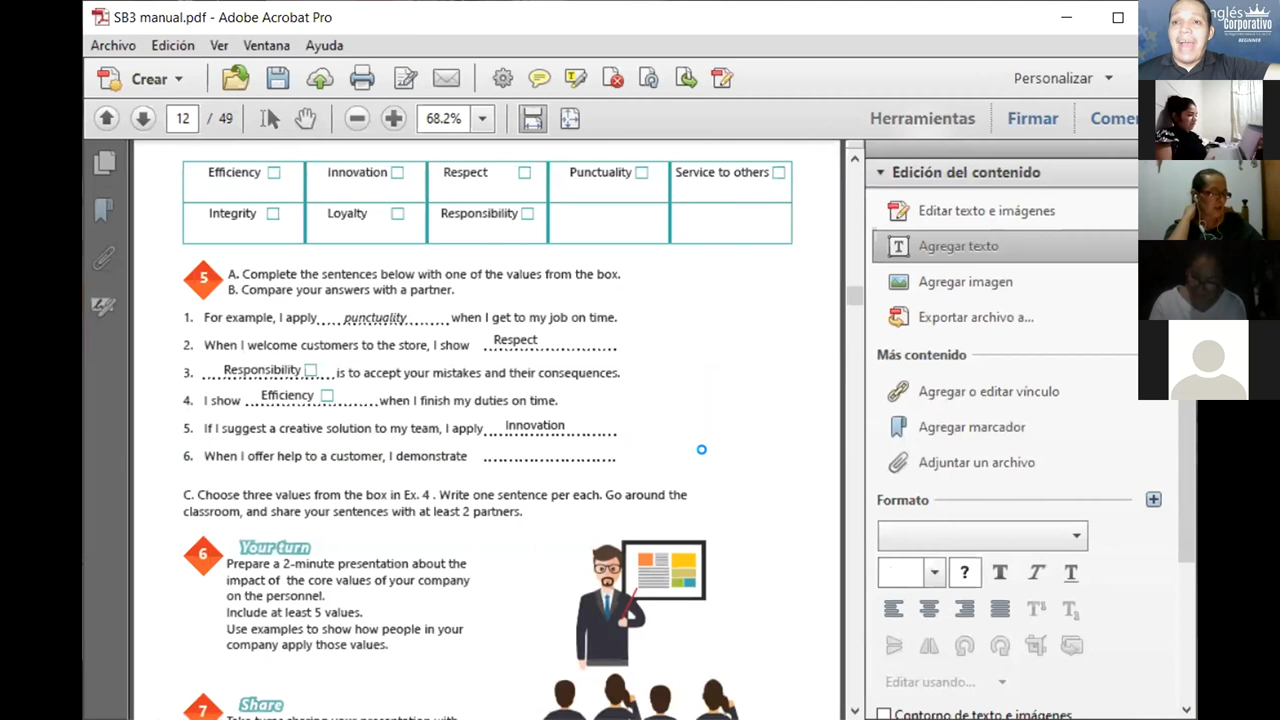 SB3 manual.pdf - Adobe Acrobat Pro
Archivo Edición Ver Ventana Ayuda
Crear
Personalizar
12 / 49
68.2%
Herramientas Firmar Comen
Efficiency Innovation Respect Punctuality Service to others
Integrity Loyalty Responsibility
5 A. Complete the sentences below with one of the values from the box.
B. Compare your answers with a partner.
1. For example, I apply punctuality when I get to my job on time.
2. When I welcome customers to the store, I show Respect
3. Responsibility is to accept your mistakes and their consequences.
4. I show Efficiency when I finish my duties on time.
5. If I suggest a creative solution to my team, I apply Innovation
6. When I offer help to a customer, I demonstrate
C. Choose three values from the box in Ex. 4 . Write one sentence per each. Go around the
classroom, and share your sentences with at least 2 partners.
6 Your turn
Prepare a 2-minute presentation about the
impact of the core values of your company
on the personnel.
Include at least 5 values.
Use examples to show how people in your
company apply those values.
7 Share
Take turns sharing your presentation with
Edición del contenido
Editar texto e imágenes
Agregar texto
Agregar imagen
Exportar archivo a...
Más contenido
Agregar o editar vínculo
Agregar marcador
Adjuntar un archivo
Formato
? T T T
Editar usando...
Contorno de texto e imágenes
Inglés
Corporativo
BEGINNER